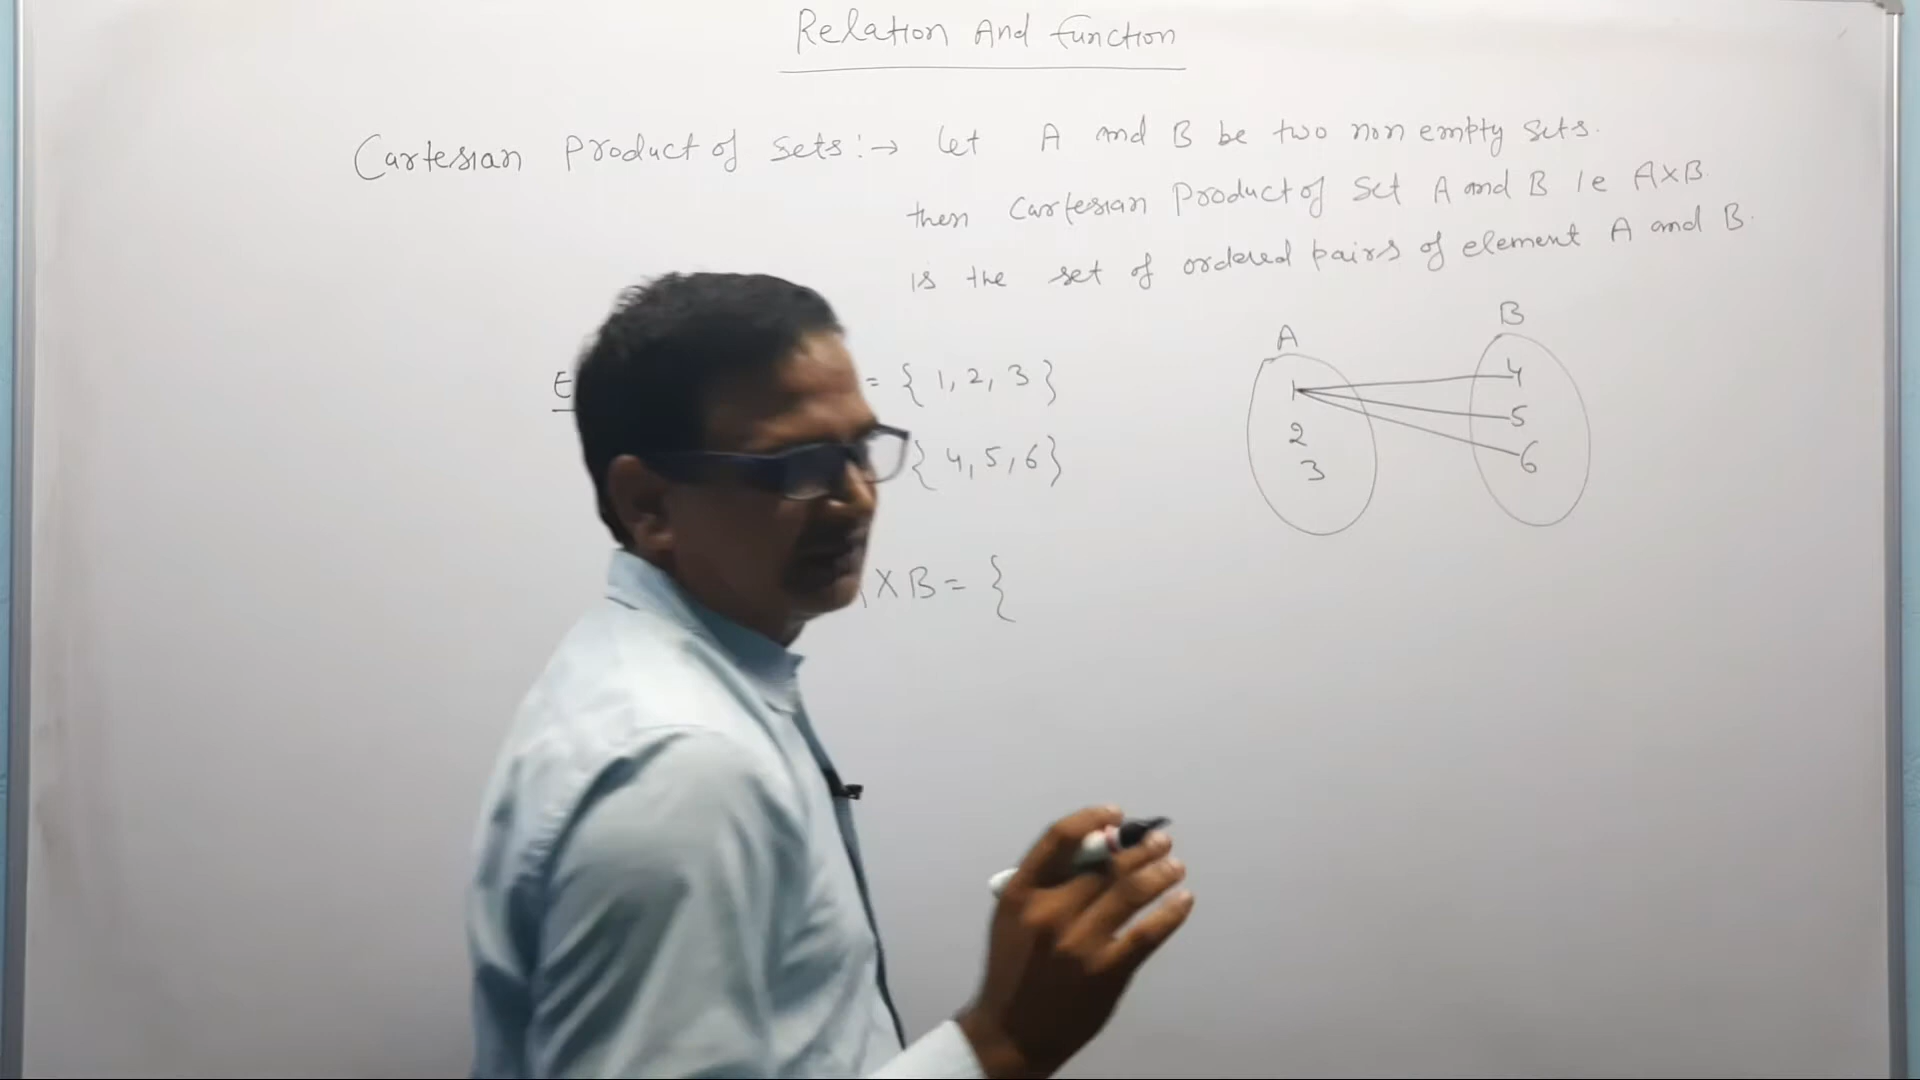 Relation And Function
Cartesian Product of Sets:→ Let A and B be two non empty sets.
then Cartesian Product of Set A and B ie A×B.
is the set of ordered pairs of element A and B.
A B
E = { 1, 2, 3 }
{ 4, 5, 6 }
1 4
2 5
3 6
× B = {